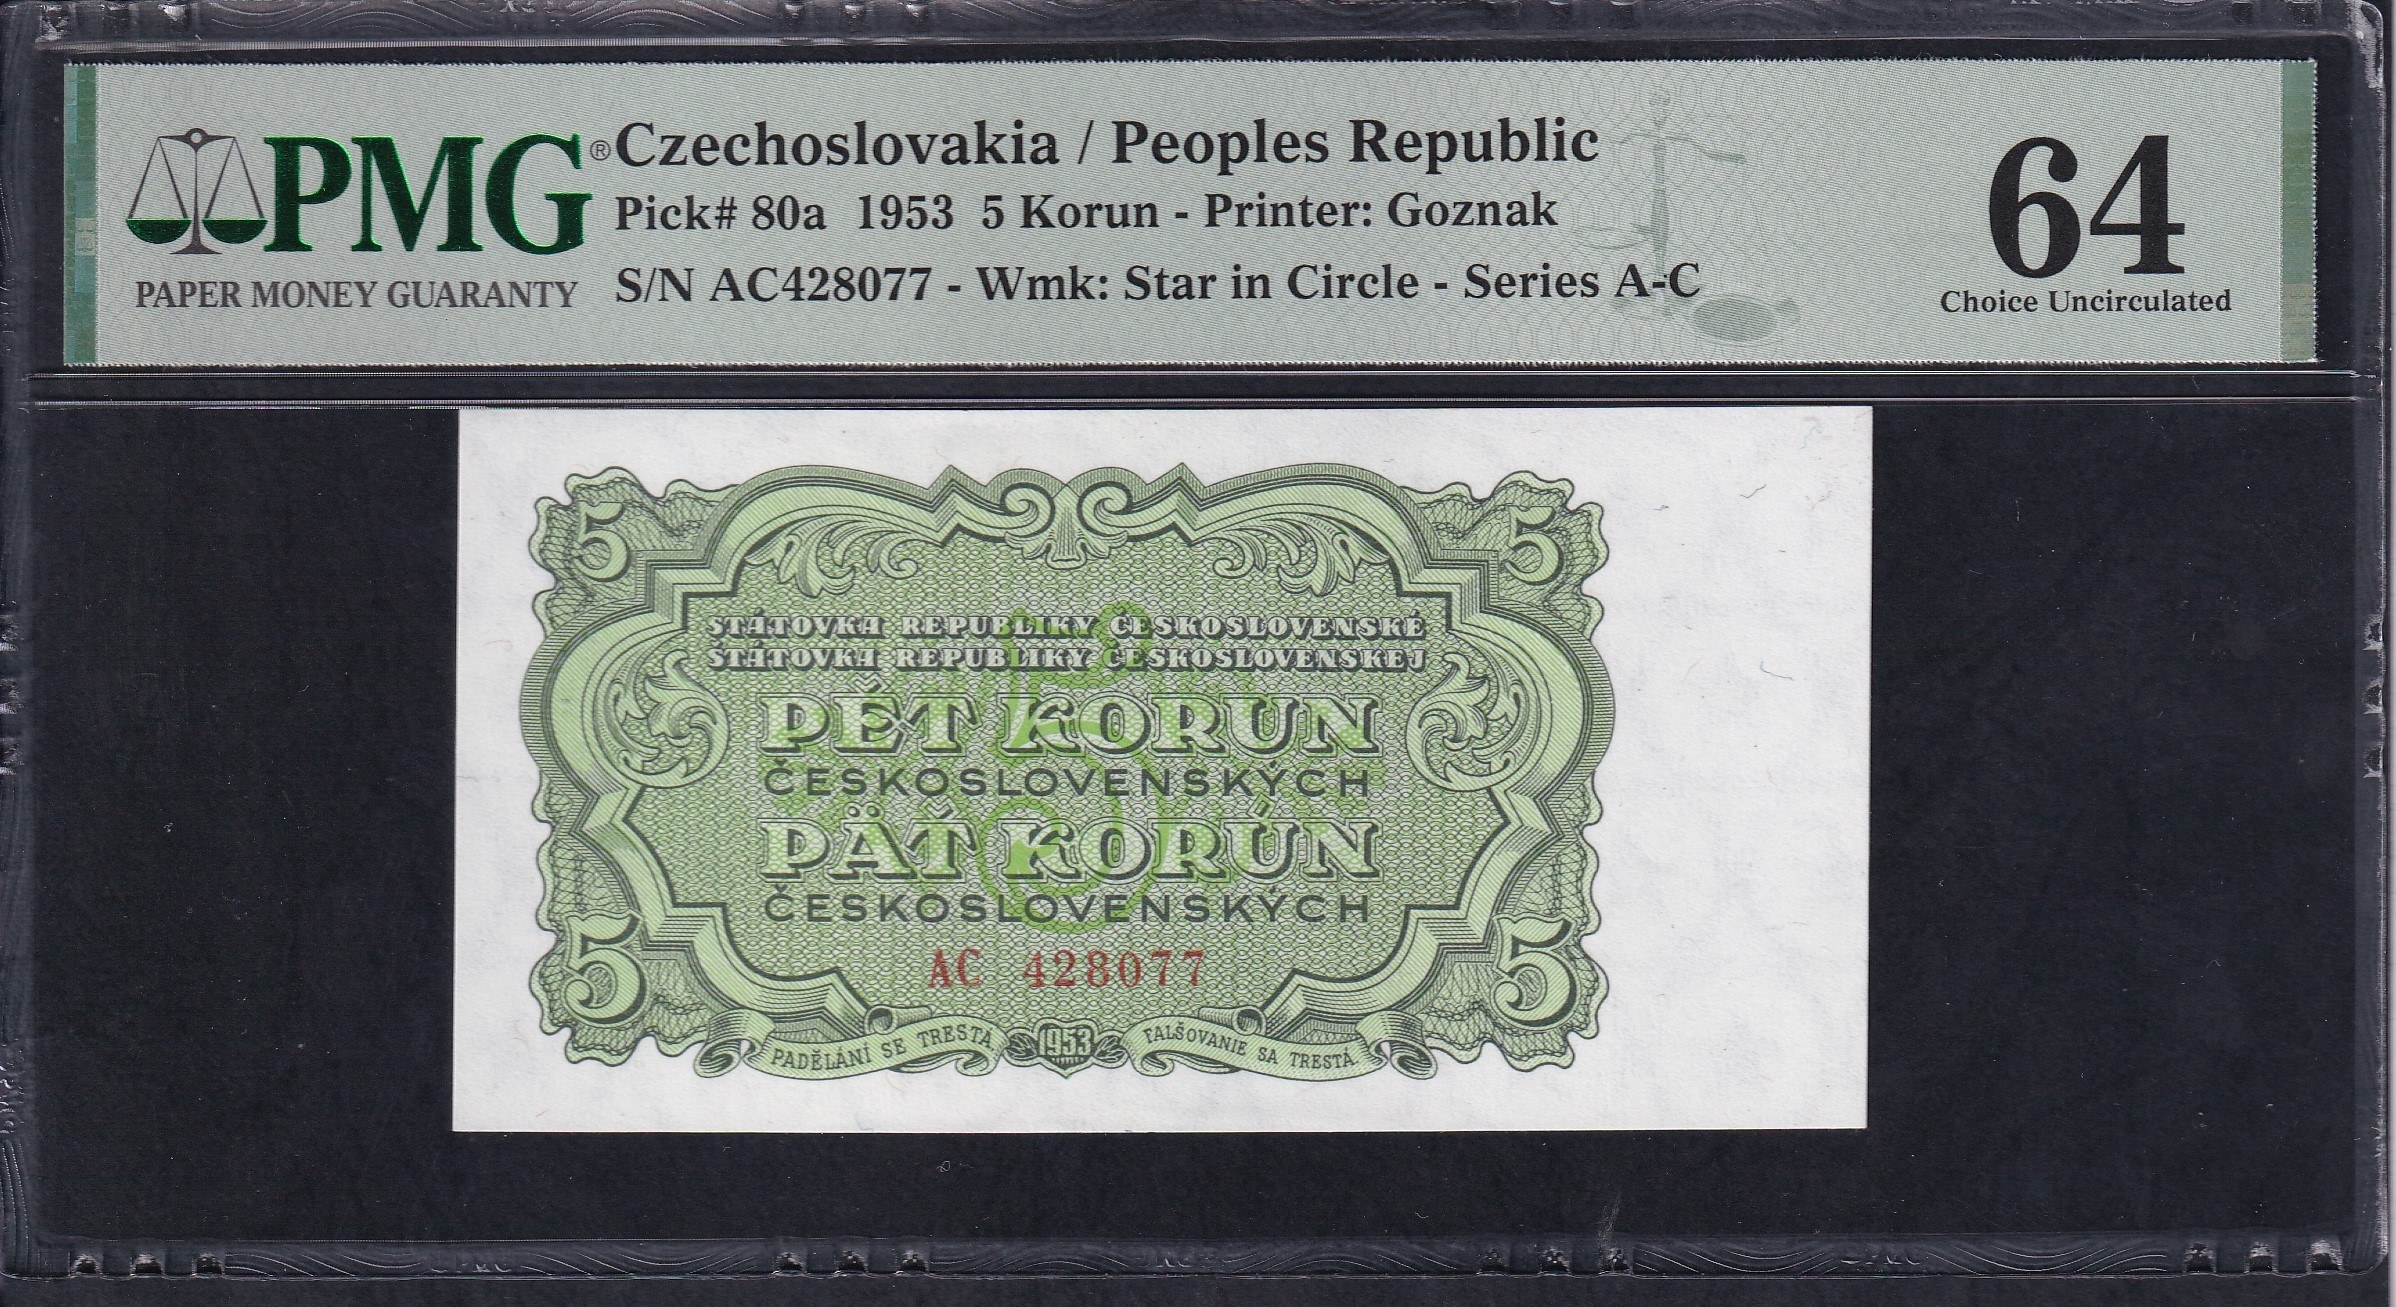 PMG®
PAPER MONEY GUARANTY
Czechoslovakia / Peoples Republic
Pick# 80a 1953 5 Korun - Printer: Goznak
S/N AC428077 - Wmk: Star in Circle - Series A-C
64
Choice Uncirculated
5 5
STÁTOVKA REPUBLIKY ČESKOSLOVENSKÉ
STÁTOVKA REPUBLIKY ČESKOSLOVENSKEJ
PĚT KORUN
ČESKOSLOVENSKÝCH
PÄŤ KORÚN
ČESKOSLOVENSKÝCH
5 5
AC 428077
PADĚLÁNÍ SE TRESTÁ 1953 FALŠOVANIE SA TRESTÁ